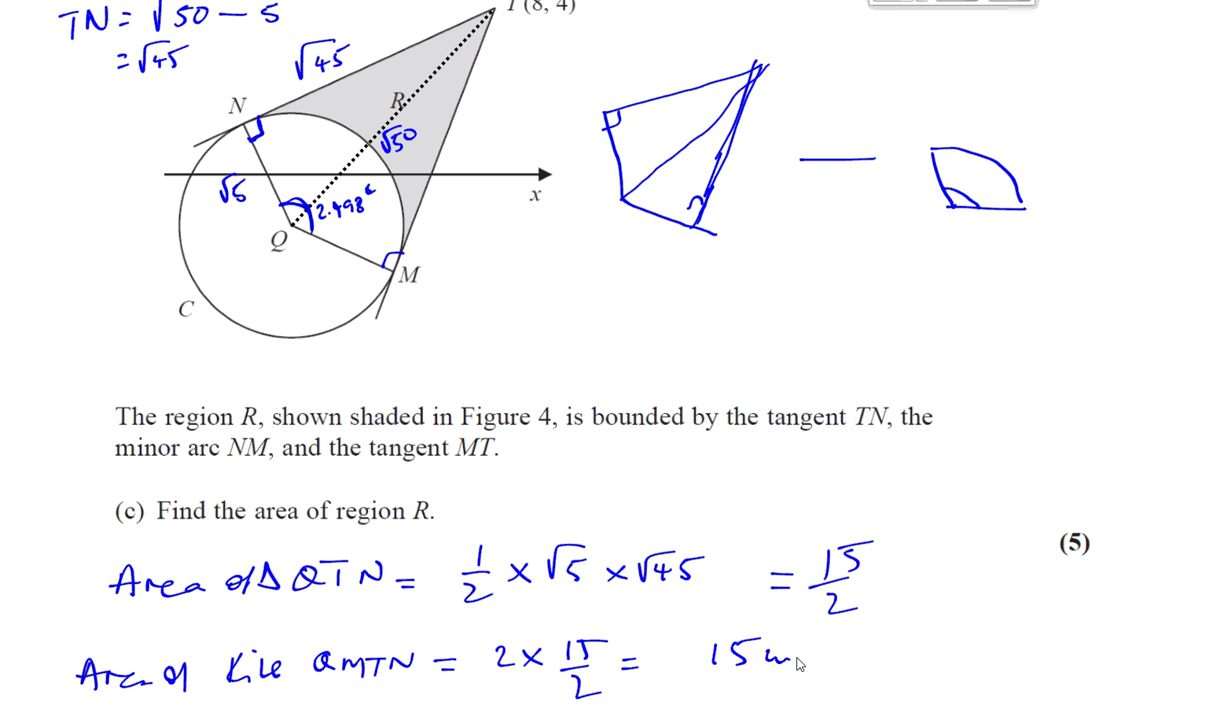 T (8, 4)
TN = √50 − 5
= √45
√45
N
R
√50
√5
2.498ᶜ
x
Q
M
C
The region R, shown shaded in Figure 4, is bounded by the tangent TN, the
minor arc NM, and the tangent MT.
(c) Find the area of region R.
(5)
Area of Δ QTN = 1/2 × √5 × √45 = 15/2
Area of Kite QMTN = 2 × 15/2 = 15